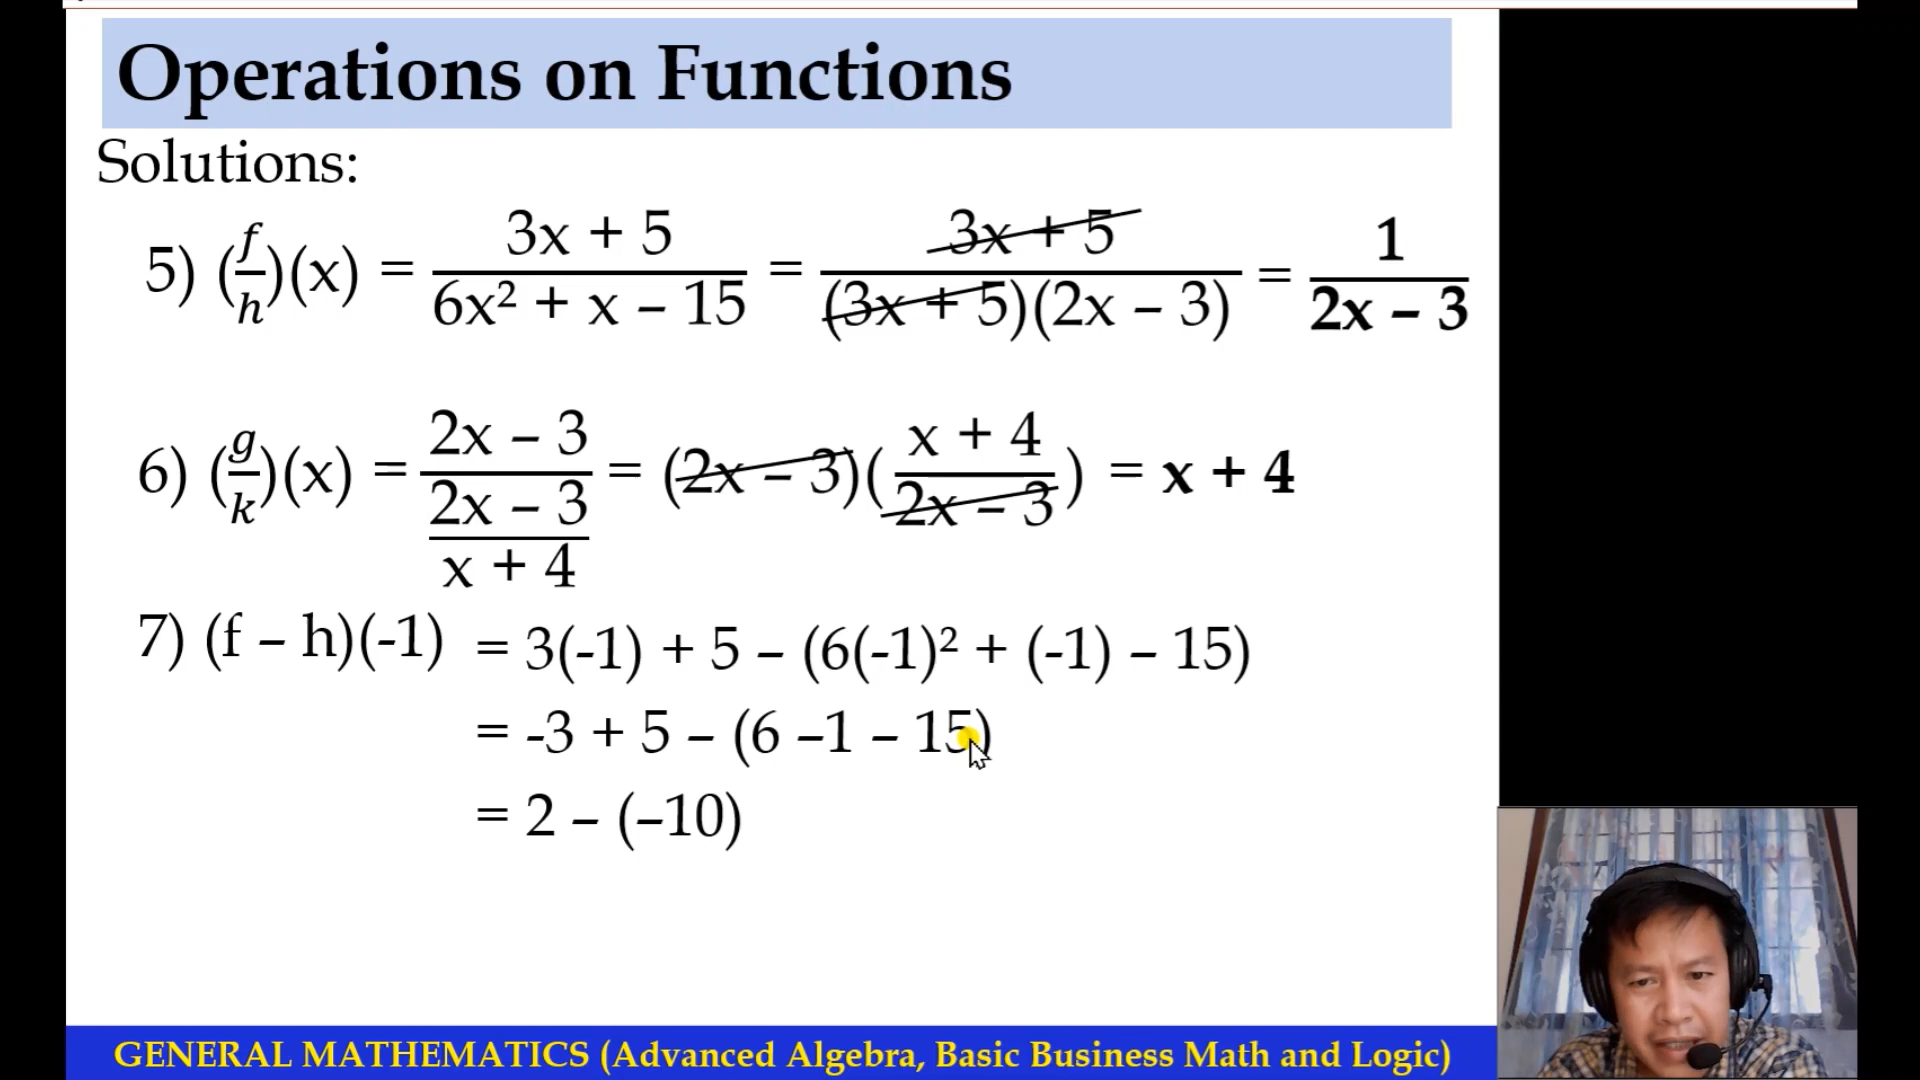 Operations on Functions
Solutions:
5) (f/h)(x) = (3x + 5)/(6x² + x – 15) = (3x + 5)/((3x + 5)(2x – 3)) = 1/(2x – 3)
6) (g/k)(x) = (2x – 3)/((2x – 3)/(x + 4)) = (2x – 3)((x + 4)/(2x – 3)) = x + 4
7) (f – h)(-1) = 3(-1) + 5 – (6(-1)² + (-1) – 15)
= -3 + 5 – (6 –1 – 15)
= 2 – (–10)
GENERAL MATHEMATICS (Advanced Algebra, Basic Business Math and Logic)